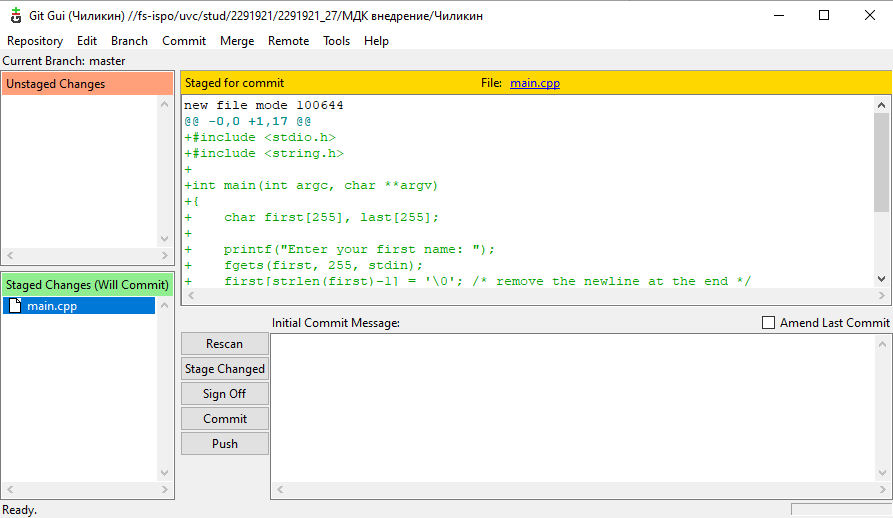 Git Gui (Чиликин) //fs-ispo/uvc/stud/2291921/2291921_27/МДК внедрение/Чиликин
Repository Edit Branch Commit Merge Remote Tools Help
Current Branch: master
Unstaged Changes
Staged for commit File: main.cpp
new file mode 100644
@@ -0,0 +1,17 @@
+#include <stdio.h>
+#include <string.h>
+
+int main(int argc, char **argv)
+{
+    char first[255], last[255];
+
+    printf("Enter your first name: ");
+    fgets(first, 255, stdin);
+    first[strlen(first)-1] = '\0'; /* remove the newline at the end */
Staged Changes (Will Commit)
main.cpp
Initial Commit Message:
Amend Last Commit
Rescan
Stage Changed
Sign Off
Commit
Push
Ready.